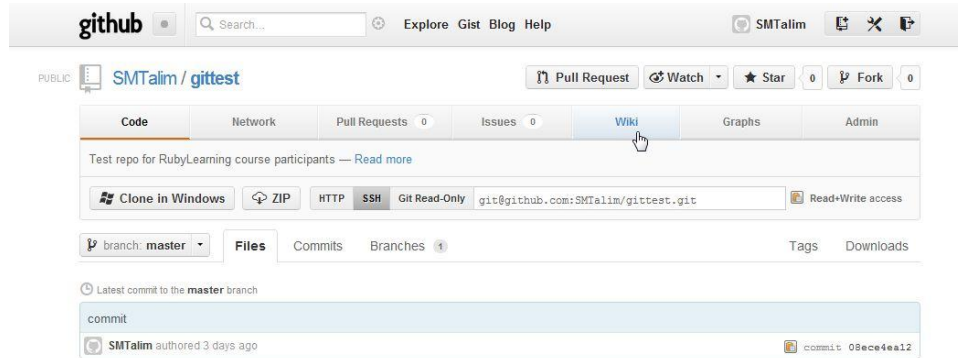 github Search... Explore Gist Blog Help SMTalim
PUBLIC SMTalim / gittest Pull Request Watch Star 0 Fork 0
Code Network Pull Requests 0 Issues 0 Wiki Graphs Admin
Test repo for RubyLearning course participants — Read more
Clone in Windows ZIP HTTP SSH Git Read-Only git@github.com:SMTalim/gittest.git Read+Write access
branch: master Files Commits Branches 1 Tags Downloads
Latest commit to the master branch
commit
SMTalim authored 3 days ago commit 08ece4ea12